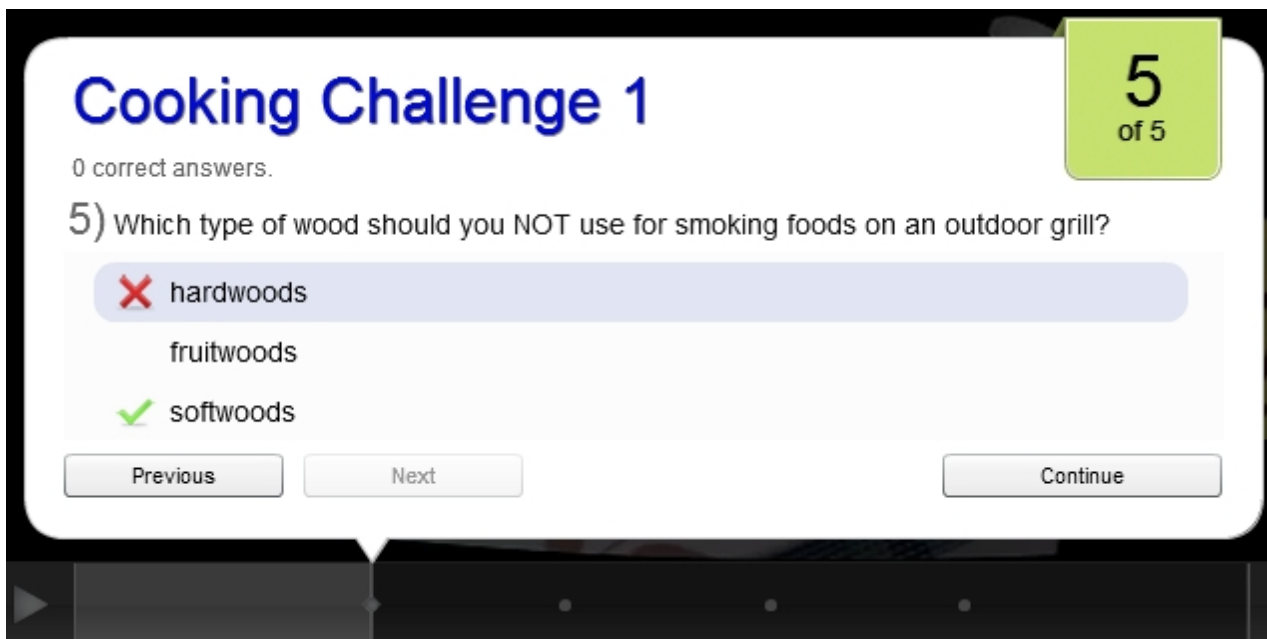 Cooking Challenge 1
5
of 5
0 correct answers.
5) Which type of wood should you NOT use for smoking foods on an outdoor grill?
hardwoods
fruitwoods
softwoods
Previous
Next
Continue